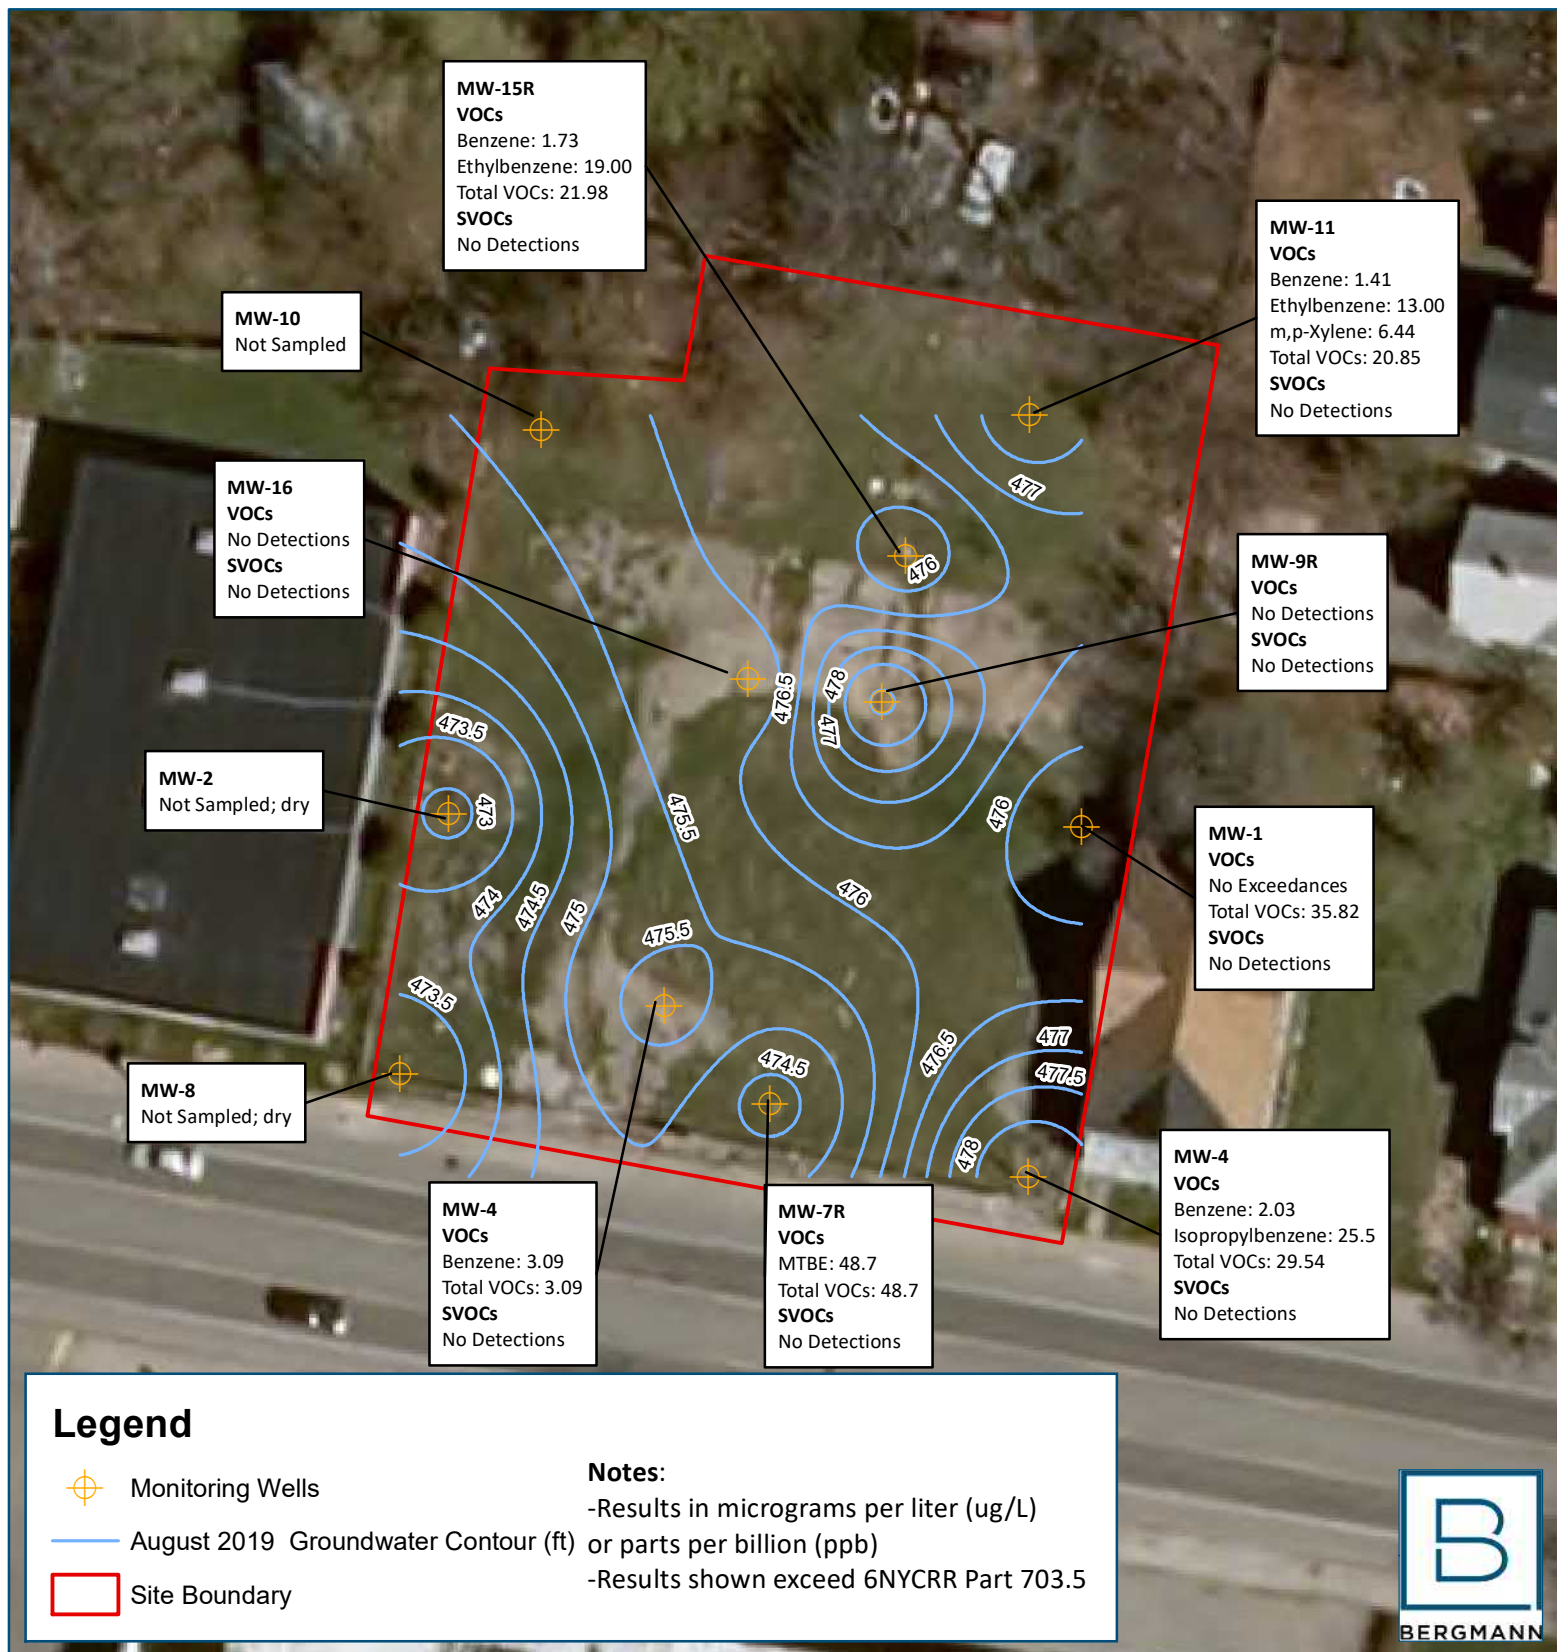 MW-15R
VOCs
Benzene: 1.73
Ethylbenzene: 19.00
Total VOCs: 21.98
SVOCs
No Detections
MW-11
VOCs
Benzene: 1.41
Ethylbenzene: 13.00
m,p-Xylene: 6.44
Total VOCs: 20.85
SVOCs
No Detections
MW-10
Not Sampled
MW-16
VOCs
No Detections
SVOCs
No Detections
MW-9R
VOCs
No Detections
SVOCs
No Detections
MW-2
Not Sampled; dry
MW-1
VOCs
No Exceedances
Total VOCs: 35.82
SVOCs
No Detections
MW-8
Not Sampled; dry
MW-4
VOCs
Benzene: 3.09
Total VOCs: 3.09
SVOCs
No Detections
MW-7R
VOCs
MTBE: 48.7
Total VOCs: 48.7
SVOCs
No Detections
MW-4
VOCs
Benzene: 2.03
Isopropylbenzene: 25.5
Total VOCs: 29.54
SVOCs
No Detections
477
476
476.5
478
477
473.5
473
475.5
476
476
474
474.5
475
475.5
473.5
474.5
476.5
477
477.5
478
Legend
Monitoring Wells
August 2019 Groundwater Contour (ft)
Site Boundary
Notes:
-Results in micrograms per liter (ug/L)
or parts per billion (ppb)
-Results shown exceed 6NYCRR Part 703.5
B
BERGMANN